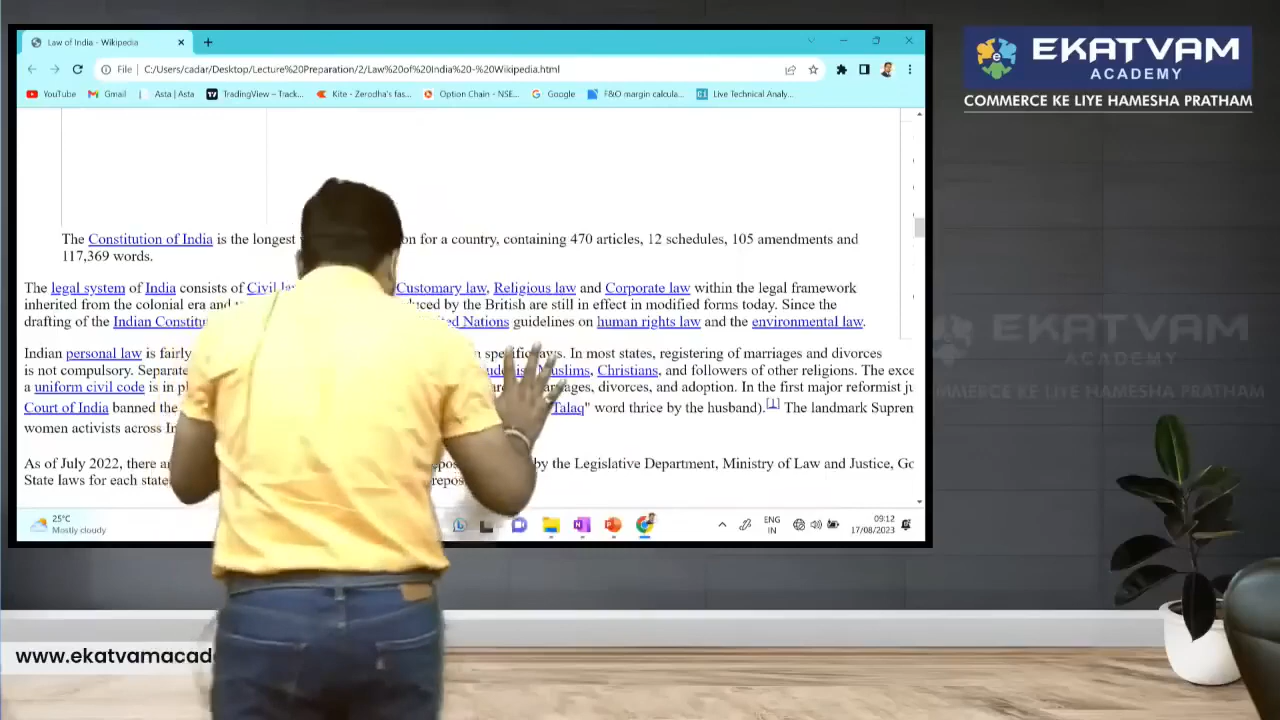 Law of India - Wikipedia
File C:/Users/cadar/Desktop/Lecture%20Preparation/2/Law%20of%20India%20-%20Wikipedia.html
YouTube Gmail Asta | Asta TradingView – Track... Kite - Zerodha's fas... Option Chain - NSE... Google F&O margin calcula... Live Technical Analy...
EKATVAM
ACADEMY
COMMERCE KE LIYE HAMESHA PRATHAM
The Constitution of India is the longest on for a country, containing 470 articles, 12 schedules, 105 amendments and
117,369 words.
The legal system of India consists of Civil Customary law, Religious law and Corporate law within the legal framework
inherited from the colonial era and by the British are still in effect in modified forms today. Since the
drafting of the Indian Nations guidelines on human rights law and the environmental law.
Indian personal law is fairly specific laws. In most states, registering of marriages and divorces
is not compulsory. Separate Muslims, Christians, and followers of other religions. The exce
a uniform civil code is in divorces, and adoption. In the first major reformist ju
Court of India banned the Talaq" word thrice by the husband).[1] The landmark Suprem
women activists across
As of July 2022, there by the Legislative Department, Ministry of Law and Justice, Go
State laws for each state
25°C
Mostly cloudy
ENG
IN
09:12
17/08/2023
EKATVAM
ACADEMY
COMMERCE KE LIYE HAMESHA PRATHAM
www.ekatvamacad